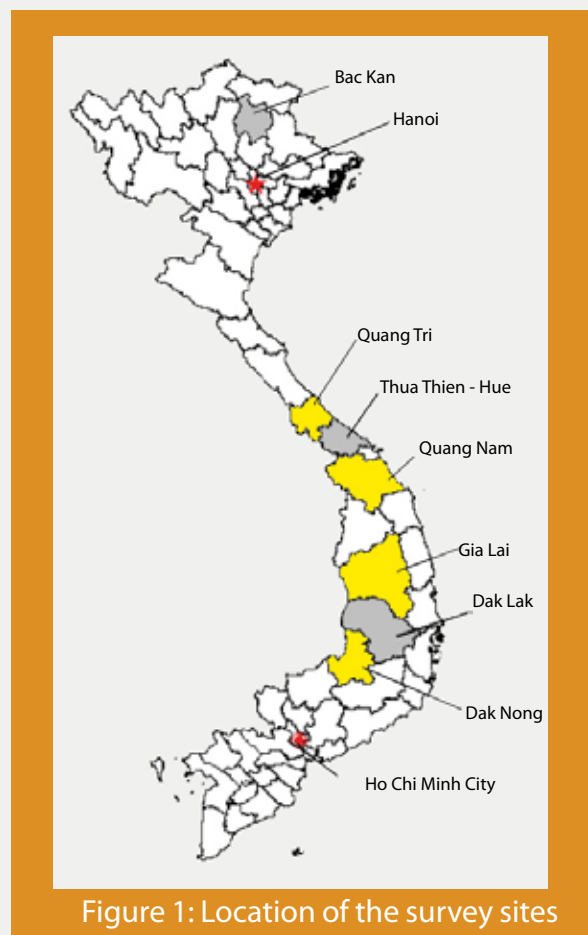 Bac Kan
Hanoi
Quang Tri
Thua Thien - Hue
Quang Nam
Gia Lai
Dak Lak
Dak Nong
Ho Chi Minh City
Figure 1: Location of the survey sites